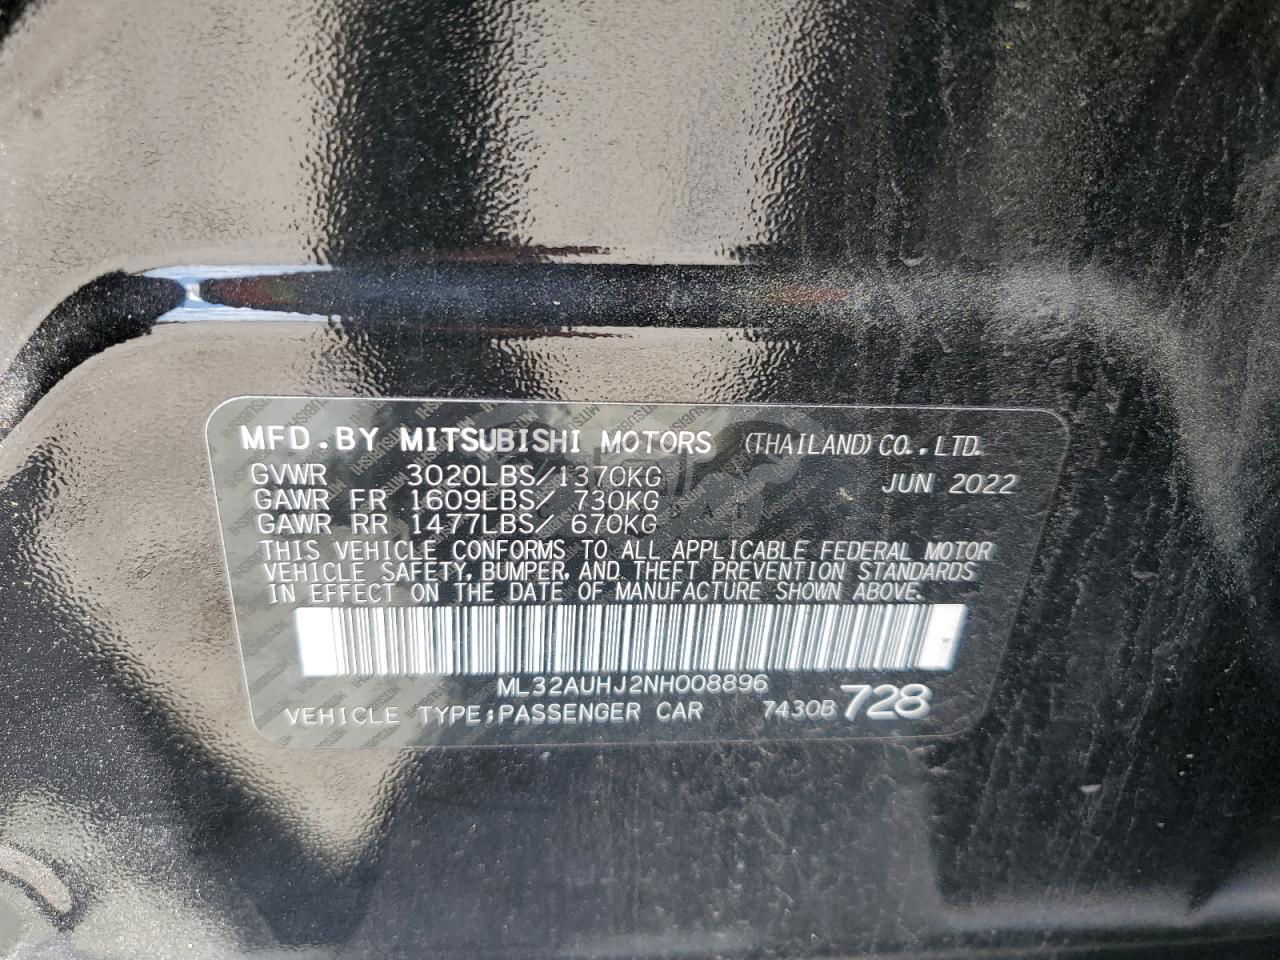 MFD. BY MITSUBISHI MOTORS (THAILAND) CO., LTD.
GVWR 3020LBS/1370KG JUN 2022
GAWR FR 1609LBS/ 730KG
GAWR RR 1477LBS/ 670KG
THIS VEHICLE CONFORMS TO ALL APPLICABLE FEDERAL MOTOR
VEHICLE SAFETY, BUMPER, AND THEFT PREVENTION STANDARDS
IN EFFECT ON THE DATE OF MANUFACTURE SHOWN ABOVE.
ML32AUHJ2NH008896
VEHICLE TYPE:PASSENGER CAR 7430B 728